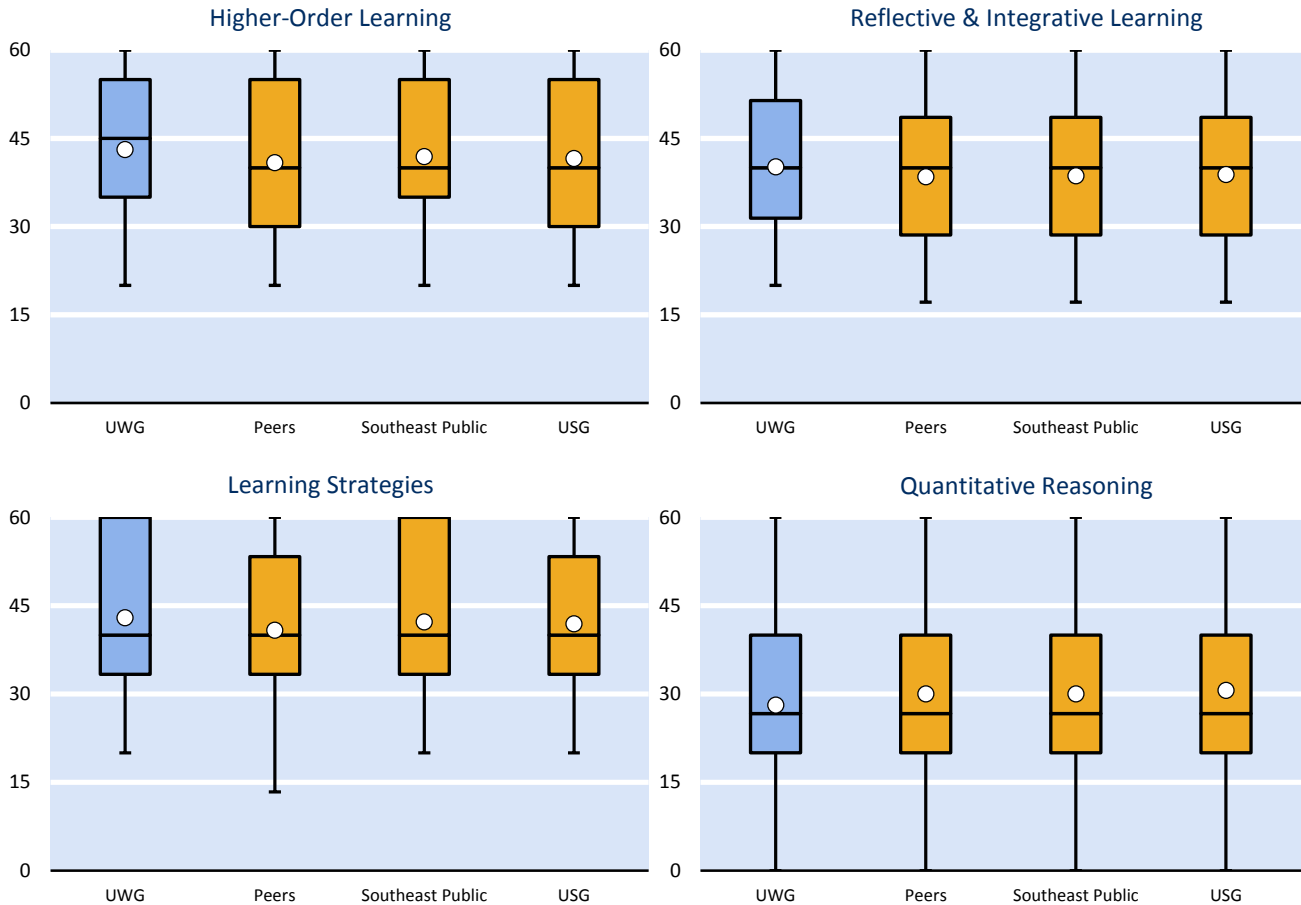 Higher-Order Learning
60
45
30
15
0
UWG Peers Southeast Public USG
Reflective & Integrative Learning
60
45
30
15
0
UWG Peers Southeast Public USG
Learning Strategies
60
45
30
15
0
UWG Peers Southeast Public USG
Quantitative Reasoning
60
45
30
15
0
UWG Peers Southeast Public USG